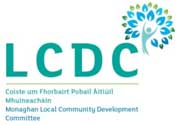 LCDC
Coiste um Fhorbairt Pobail Áitiúil
Mhuineacháin
Monaghan Local Community Development
Committee